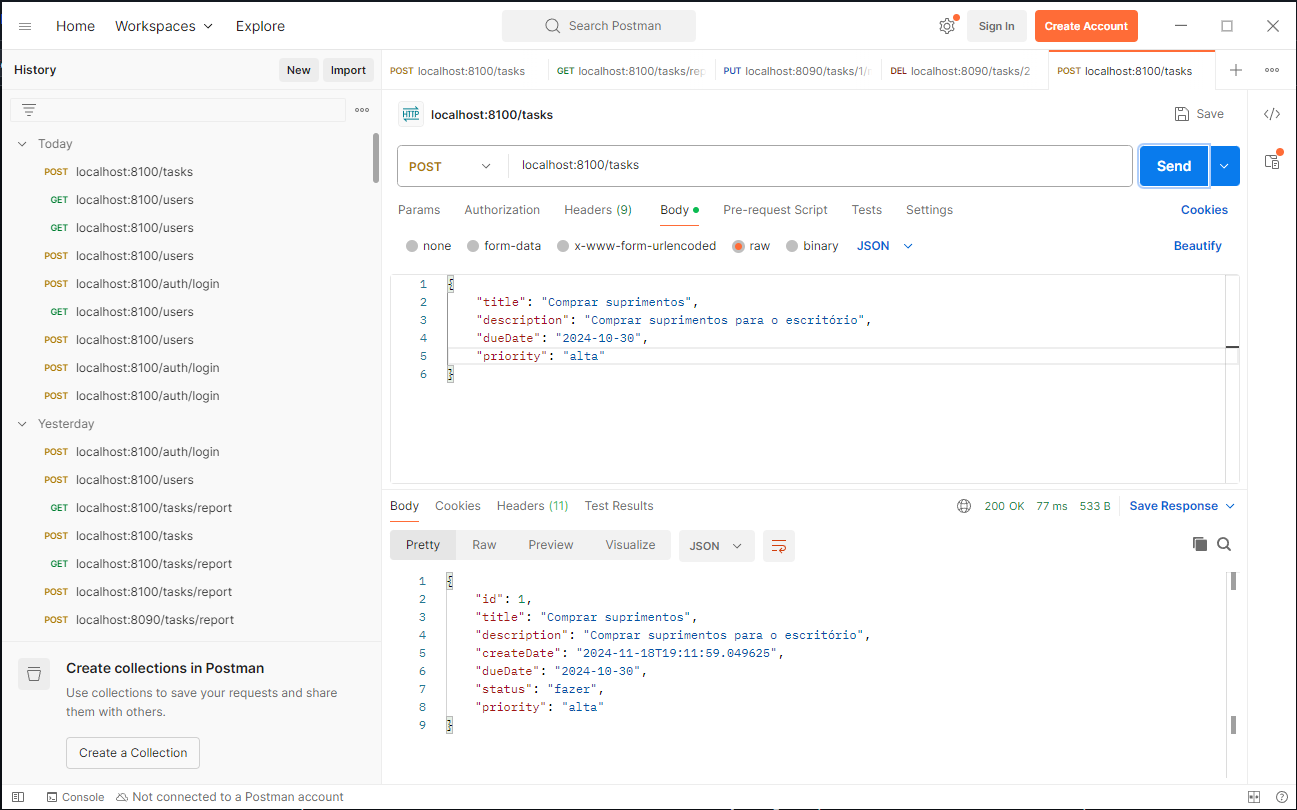 Home Workspaces Explore Search Postman Sign In Create Account
History New Import
POST localhost:8100/tasks GET localhost:8100/tasks/rep PUT localhost:8090/tasks/1/r DEL localhost:8090/tasks/2 POST localhost:8100/tasks
Today
POST localhost:8100/tasks
GET localhost:8100/users
GET localhost:8100/users
POST localhost:8100/users
POST localhost:8100/auth/login
GET localhost:8100/users
POST localhost:8100/users
POST localhost:8100/auth/login
POST localhost:8100/auth/login
Yesterday
POST localhost:8100/auth/login
POST localhost:8100/users
GET localhost:8100/tasks/report
POST localhost:8100/tasks
GET localhost:8100/tasks/report
POST localhost:8100/tasks/report
POST localhost:8090/tasks/report
Create collections in Postman
Use collections to save your requests and share
them with others.
Create a Collection
HTTP localhost:8100/tasks Save
POST localhost:8100/tasks Send
Params Authorization Headers (9) Body Pre-request Script Tests Settings Cookies
none form-data x-www-form-urlencoded raw binary JSON Beautify
1 {
2 "title": "Comprar suprimentos",
3 "description": "Comprar suprimentos para o escritório",
4 "dueDate": "2024-10-30",
5 "priority": "alta"
6 }
Body Cookies Headers (11) Test Results 200 OK 77 ms 533 B Save Response
Pretty Raw Preview Visualize JSON
1 {
2 "id": 1,
3 "title": "Comprar suprimentos",
4 "description": "Comprar suprimentos para o escritório",
5 "createDate": "2024-11-18T19:11:59.049625",
6 "dueDate": "2024-10-30",
7 "status": "fazer",
8 "priority": "alta"
9 }
Console Not connected to a Postman account